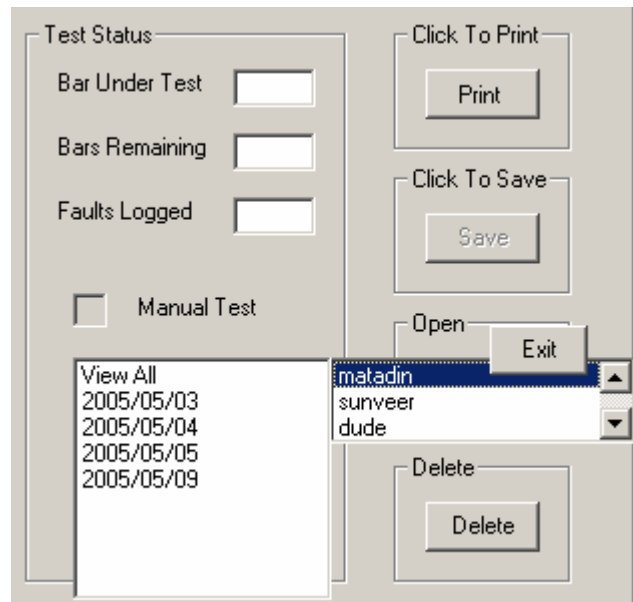 Test Status
Bar Under Test
Bars Remaining
Faults Logged
Manual Test
View All
2005/05/03
2005/05/04
2005/05/05
2005/05/09
Click To Print
Print
Click To Save
Save
Open
Exit
matadin
sunveer
dude
Delete
Delete